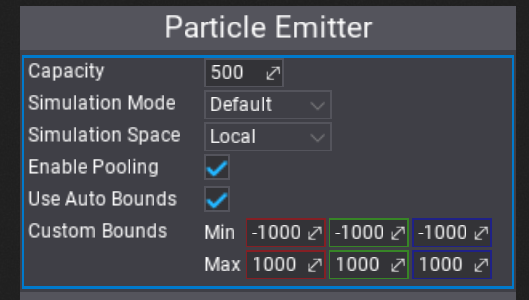 Particle Emitter
Capacity 500
Simulation Mode Default
Simulation Space Local
Enable Pooling
Use Auto Bounds
Custom Bounds Min -1000 -1000 -1000
Max 1000 1000 1000